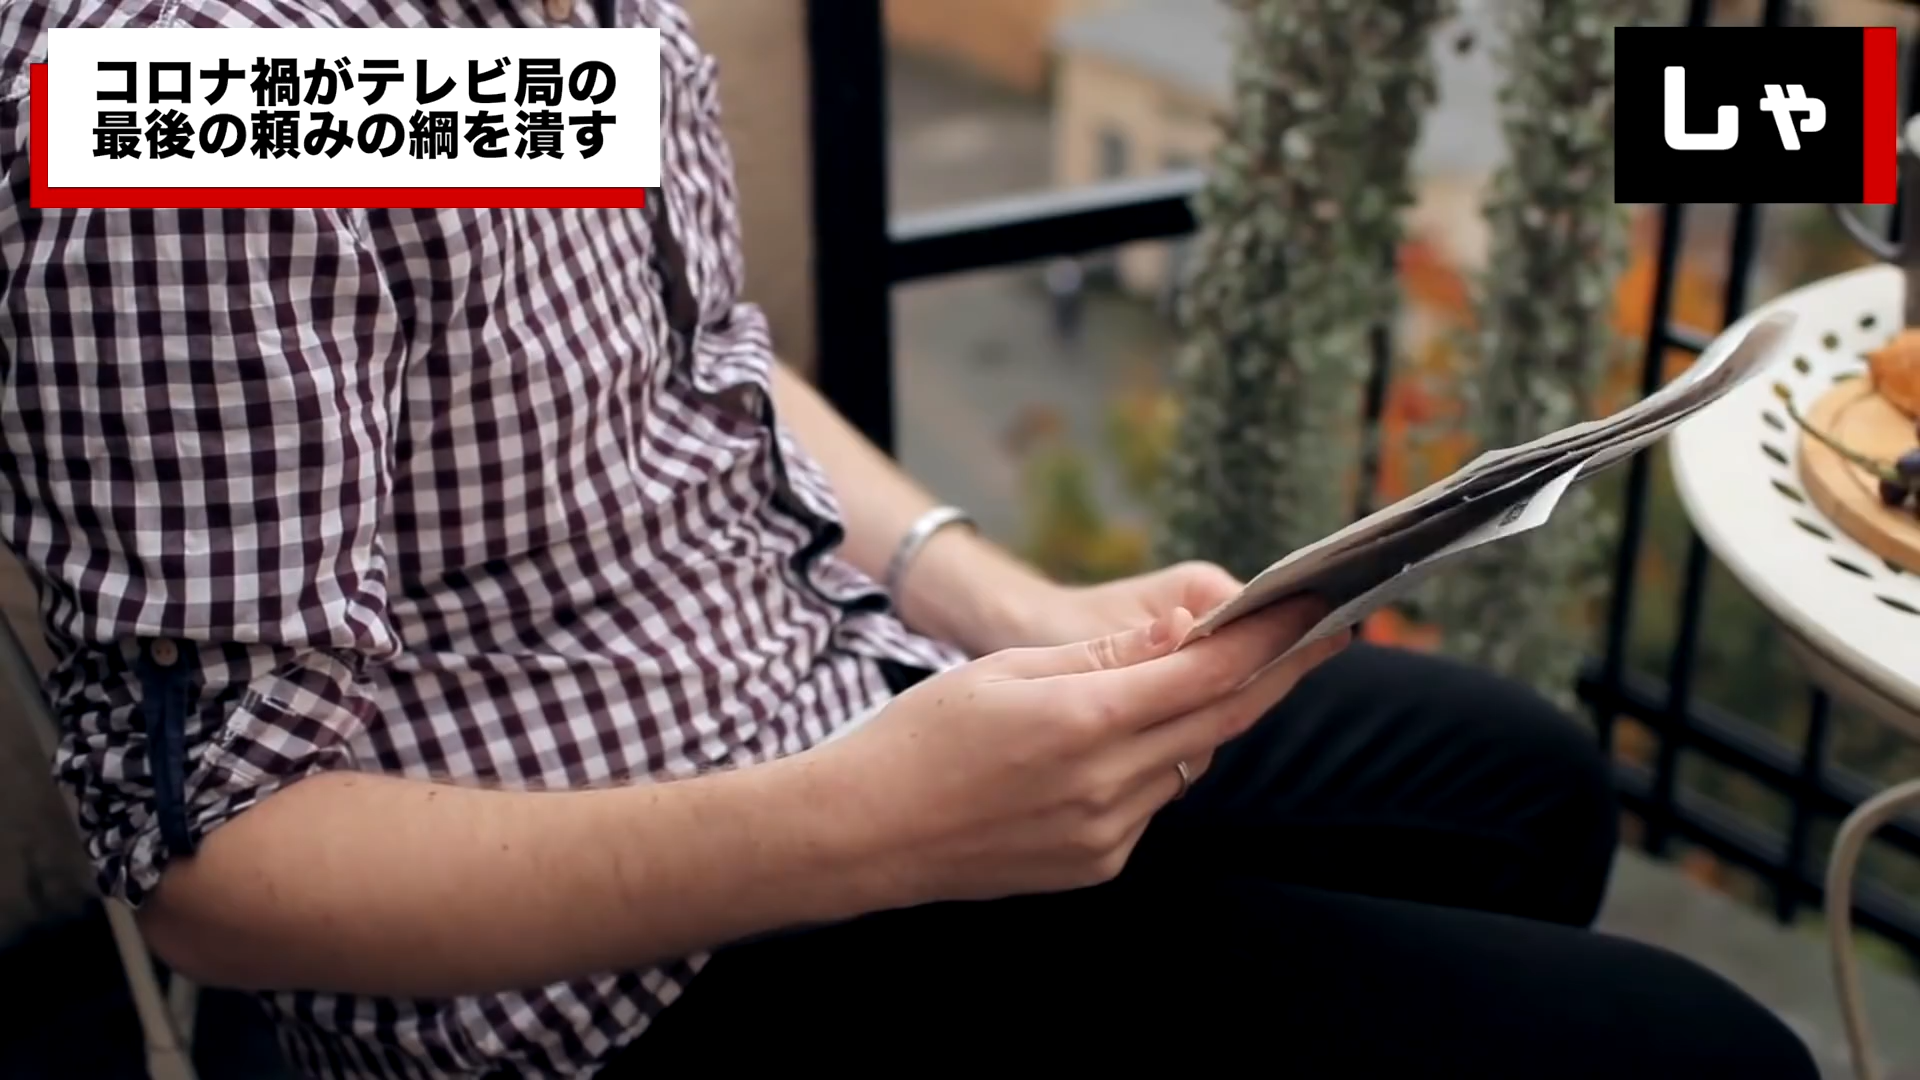 コロナ禍がテレビ局の
最後の頼みの綱を潰す
しゃ